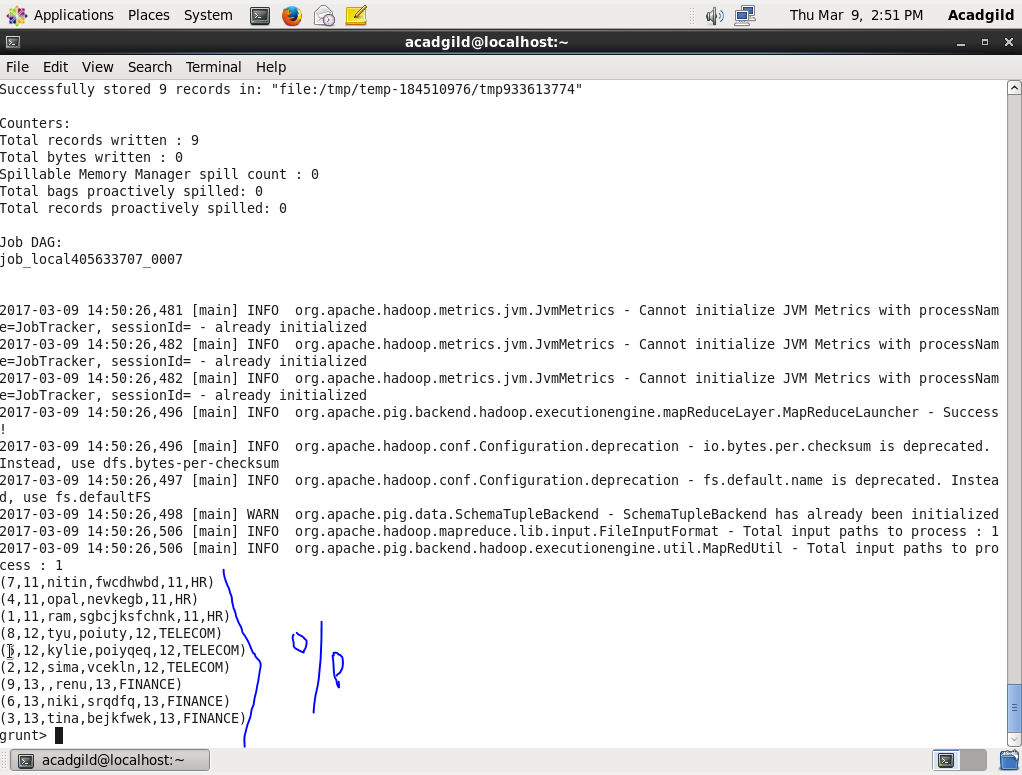 Applications Places System Thu Mar 9, 2:51 PM Acadgild
acadgild@localhost:~
File Edit View Search Terminal Help
Successfully stored 9 records in: "file:/tmp/temp-184510976/tmp933613774"
Counters:
Total records written : 9
Total bytes written : 0
Spillable Memory Manager spill count : 0
Total bags proactively spilled: 0
Total records proactively spilled: 0
Job DAG:
job_local405633707_0007
2017-03-09 14:50:26,481 [main] INFO  org.apache.hadoop.metrics.jvm.JvmMetrics - Cannot initialize JVM Metrics with processNam
e=JobTracker, sessionId= - already initialized
2017-03-09 14:50:26,482 [main] INFO  org.apache.hadoop.metrics.jvm.JvmMetrics - Cannot initialize JVM Metrics with processNam
e=JobTracker, sessionId= - already initialized
2017-03-09 14:50:26,482 [main] INFO  org.apache.hadoop.metrics.jvm.JvmMetrics - Cannot initialize JVM Metrics with processNam
e=JobTracker, sessionId= - already initialized
2017-03-09 14:50:26,496 [main] INFO  org.apache.pig.backend.hadoop.executionengine.mapReduceLayer.MapReduceLauncher - Success
!
2017-03-09 14:50:26,496 [main] INFO  org.apache.hadoop.conf.Configuration.deprecation - io.bytes.per.checksum is deprecated.
Instead, use dfs.bytes-per-checksum
2017-03-09 14:50:26,497 [main] INFO  org.apache.hadoop.conf.Configuration.deprecation - fs.default.name is deprecated. Instea
d, use fs.defaultFS
2017-03-09 14:50:26,498 [main] WARN  org.apache.pig.data.SchemaTupleBackend - SchemaTupleBackend has already been initialized
2017-03-09 14:50:26,506 [main] INFO  org.apache.hadoop.mapreduce.lib.input.FileInputFormat - Total input paths to process : 1
2017-03-09 14:50:26,506 [main] INFO  org.apache.pig.backend.hadoop.executionengine.util.MapRedUtil - Total input paths to pro
cess : 1
(7,11,nitin,fwcdhwbd,11,HR)
(4,11,opal,nevkegb,11,HR)
(1,11,ram,sgbcjksfchnk,11,HR)
(8,12,tyu,poiuty,12,TELECOM)
,12,kylie,poiyqeq,12,TELECOM)
(2,12,sima,vcekln,12,TELECOM)
(9,13,,renu,13,FINANCE)
(6,13,niki,srqdfq,13,FINANCE)
(3,13,tina,bejkfwek,13,FINANCE)
O/P
grunt>
acadgild@localhost:~